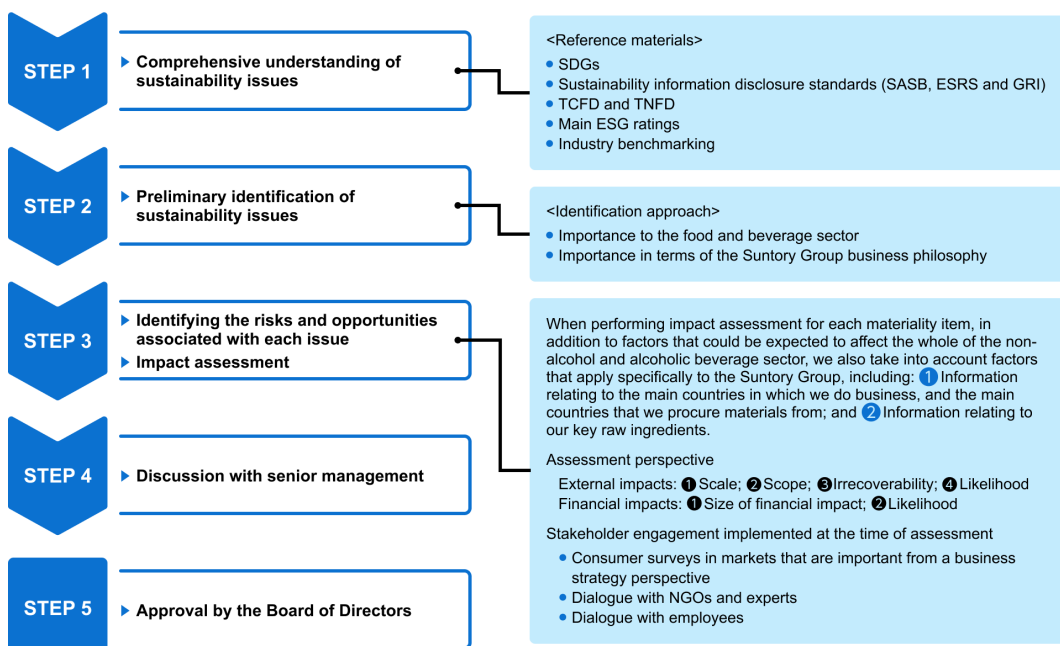 STEP 1
Comprehensive understanding of
sustainability issues
<Reference materials>
• SDGs
• Sustainability information disclosure standards (SASB, ESRS and GRI)
• TCFD and TNFD
• Main ESG ratings
• Industry benchmarking
STEP 2
Preliminary identification of
sustainability issues
<Identification approach>
• Importance to the food and beverage sector
• Importance in terms of the Suntory Group business philosophy
STEP 3
Identifying the risks and opportunities
associated with each issue
Impact assessment
When performing impact assessment for each materiality item, in
addition to factors that could be expected to affect the whole of the non-
alcohol and alcoholic beverage sector, we also take into account factors
that apply specifically to the Suntory Group, including: ❶ Information
relating to the main countries in which we do business, and the main
countries that we procure materials from; and ❷ Information relating to
our key raw ingredients.
Assessment perspective
External impacts: ❶ Scale; ❷ Scope; ❸ Irrecoverability; ❹ Likelihood
Financial impacts: ❶ Size of financial impact; ❷ Likelihood
Stakeholder engagement implemented at the time of assessment
• Consumer surveys in markets that are important from a business
strategy perspective
• Dialogue with NGOs and experts
• Dialogue with employees
STEP 4
Discussion with senior management
STEP 5
Approval by the Board of Directors